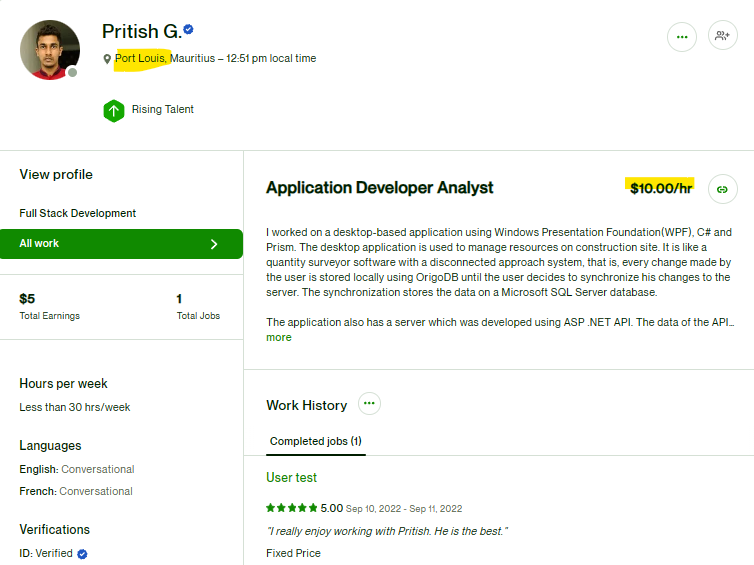 Pritish G.
Port Louis, Mauritius – 12:51 pm local time
Rising Talent
View profile
Full Stack Development
All work
$5
Total Earnings
1
Total Jobs
Hours per week
Less than 30 hrs/week
Languages
English: Conversational
French: Conversational
Verifications
ID: Verified
Application Developer Analyst
$10.00/hr
I worked on a desktop-based application using Windows Presentation Foundation(WPF), C# and
Prism. The desktop application is used to manage resources on construction site. It is like a
quantity surveyor software with a disconnected approach system, that is, every change made by
the user is stored locally using OrigoDB until the user decides to synchronize his changes to the
server. The synchronization stores the data on a Microsoft SQL Server database.
The application also has a server which was developed using ASP .NET API. The data of the API...
more
Work History
Completed jobs (1)
User test
5.00 Sep 10, 2022 - Sep 11, 2022
"I really enjoy working with Pritish. He is the best."
Fixed Price